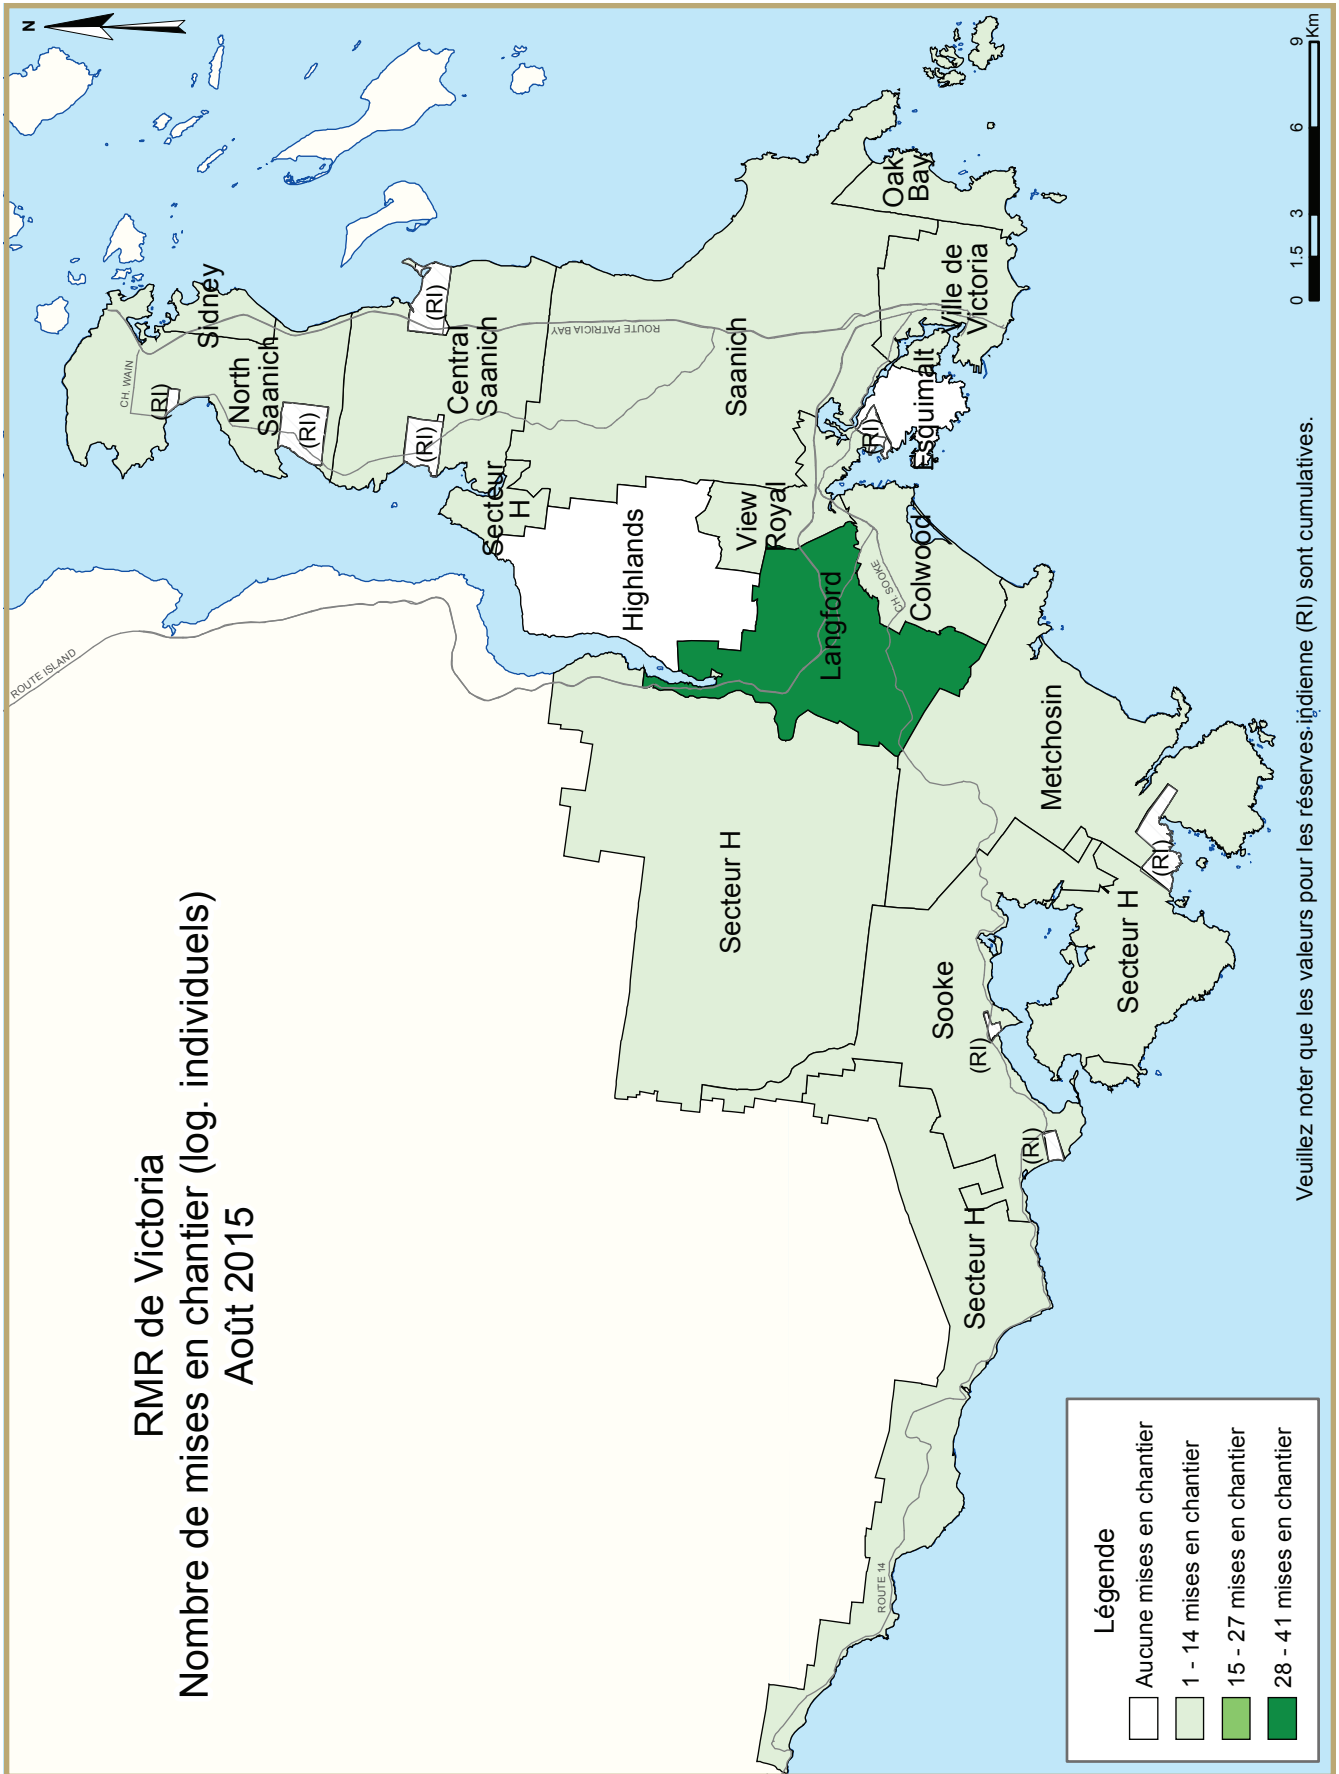 RMR de Victoria
Nombre de mises en chantier (log. individuels)
Août 2015
N
ROUTE ISLAND
CH. WAIN
(RI)
Sidney
North
Saanich
(RI)
(RI)
(RI)
Central
Saanich
Secteur
H
ROUTE PATRICIA BAY
Saanich
Highlands
View
Royal
Oak
Bay
Ville de
Victoria
Esquimalt
(RI)
Langford
CH. SOOKE
Colwood
Secteur H
Metchosin
(RI)
Sooke
(RI)
Secteur H
(RI)
Secteur H
ROUTE 14
Légende
Aucune mises en chantier
1 - 14 mises en chantier
15 - 27 mises en chantier
28 - 41 mises en chantier
Veuillez noter que les valeurs pour les réserves indienne (RI) sont cumulatives.
0 1.5 3 6 9
Km